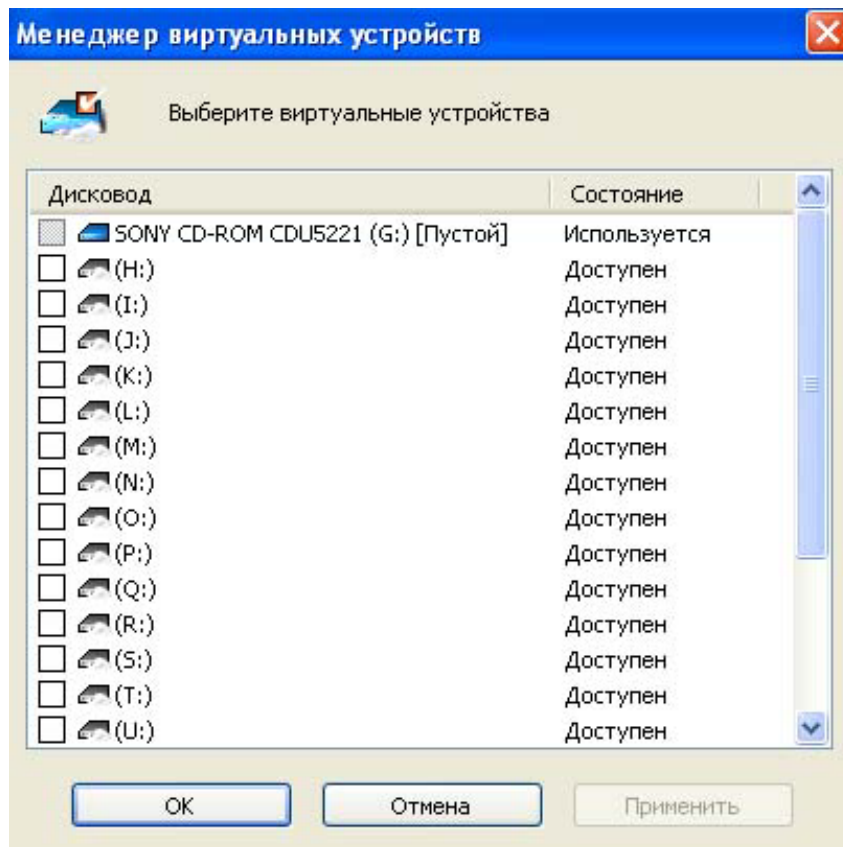 Менеджер виртуальных устройств
Выберите виртуальные устройства
Дисковод Состояние
SONY CD-ROM CDU5221 (G:) [Пустой] Используется
(H:) Доступен
(I:) Доступен
(J:) Доступен
(K:) Доступен
(L:) Доступен
(M:) Доступен
(N:) Доступен
(O:) Доступен
(P:) Доступен
(Q:) Доступен
(R:) Доступен
(S:) Доступен
(T:) Доступен
(U:) Доступен
OK Отмена Применить